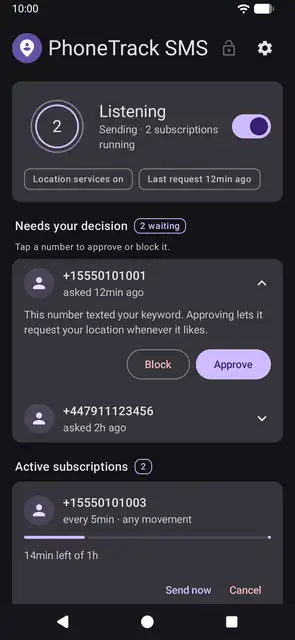 10:00
PhoneTrack SMS
2
Listening
Sending · 2 subscriptions
running
Location services on
Last request 12min ago
Needs your decision
2 waiting
Tap a number to approve or block it.
+15550101001
asked 12min ago
This number texted your keyword. Approving lets it
request your location whenever it likes.
Block
Approve
+447911123456
asked 2h ago
Active subscriptions
2
+15550101003
every 5min · any movement
14min left of 1h
Send now
Cancel